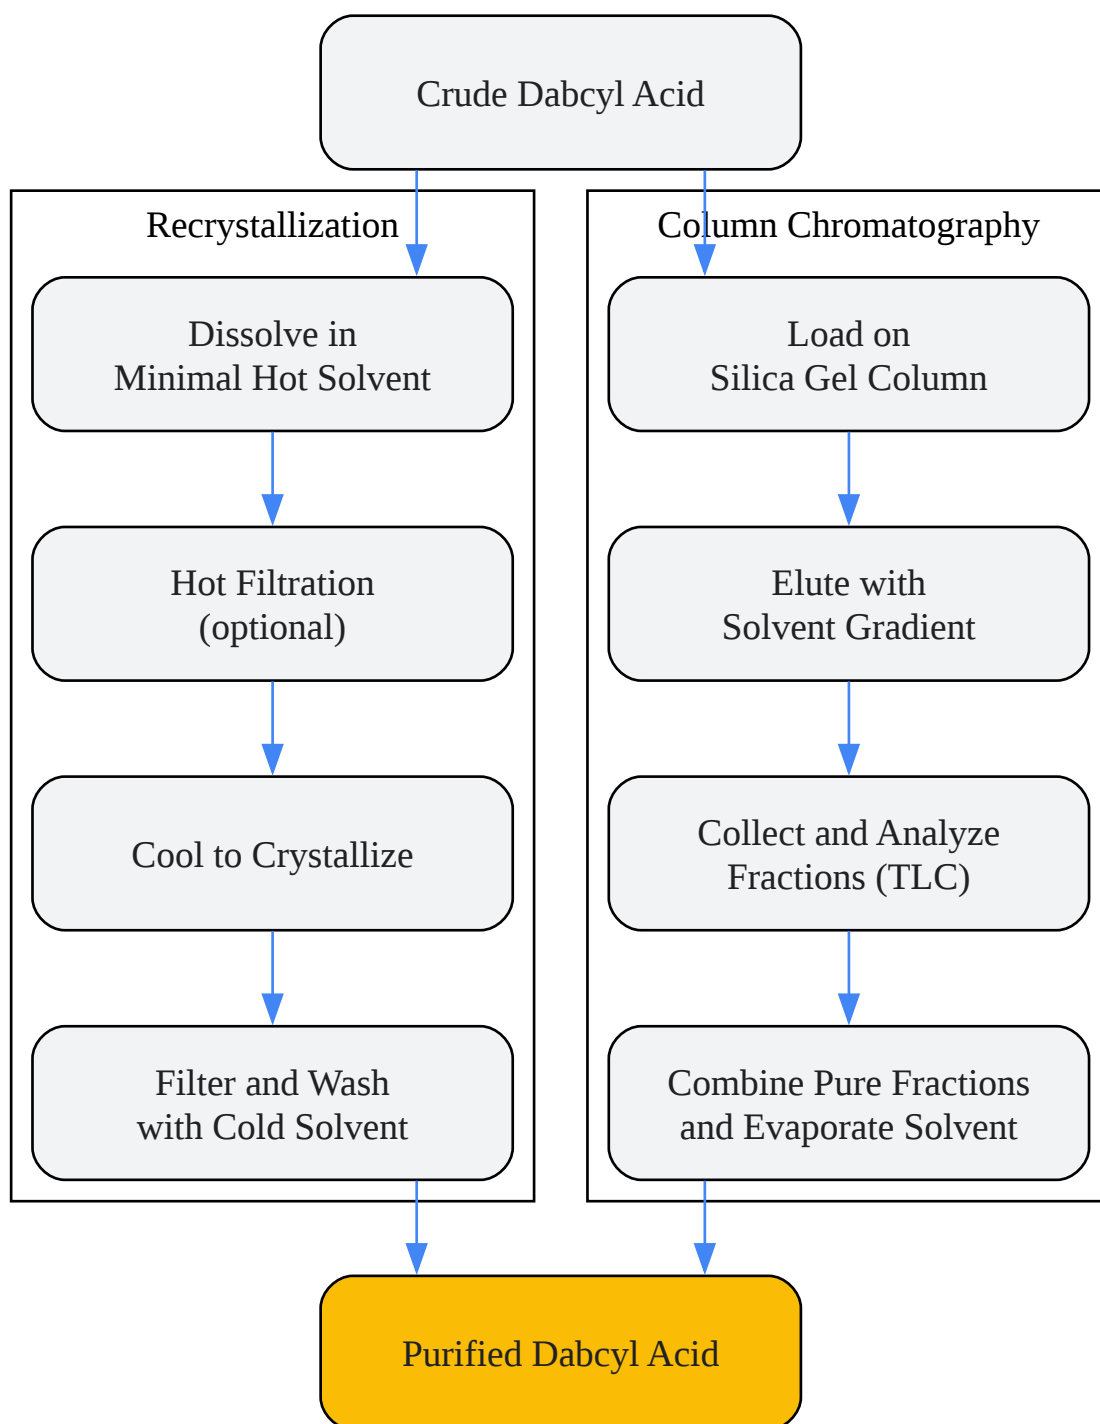 Crude Dabcyl Acid
Recrystallization
Dissolve in
Minimal Hot Solvent
Hot Filtration
(optional)
Cool to Crystallize
Filter and Wash
with Cold Solvent
Column Chromatography
Load on
Silica Gel Column
Elute with
Solvent Gradient
Collect and Analyze
Fractions (TLC)
Combine Pure Fractions
and Evaporate Solvent
Purified Dabcyl Acid